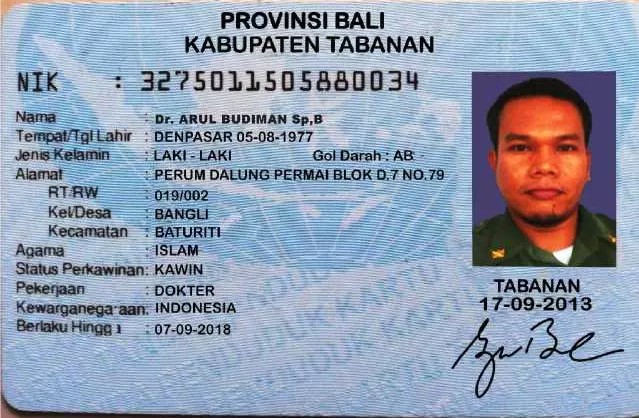 PROVINSI BALI
KABUPATEN TABANAN
NIK : 3275011505880034
Nama : Dr. ARUL BUDIMAN Sp,B
Tempat/Tgl Lahir : DENPASAR 05-08-1977
Jenis Kelamin : LAKI - LAKI Gol Darah : AB -
Alamat : PERUM DALUNG PERMAI BLOK D.7 NO.79
RT/RW : 019/002
Kel/Desa : BANGLI
Kecamatan : BATURITI
Agama : ISLAM
Status Perkawinan: KAWIN
Pekerjaan : DOKTER
Kewarganegaraan: INDONESIA
Berlaku Hingga : 07-09-2018
TABANAN
17-09-2013